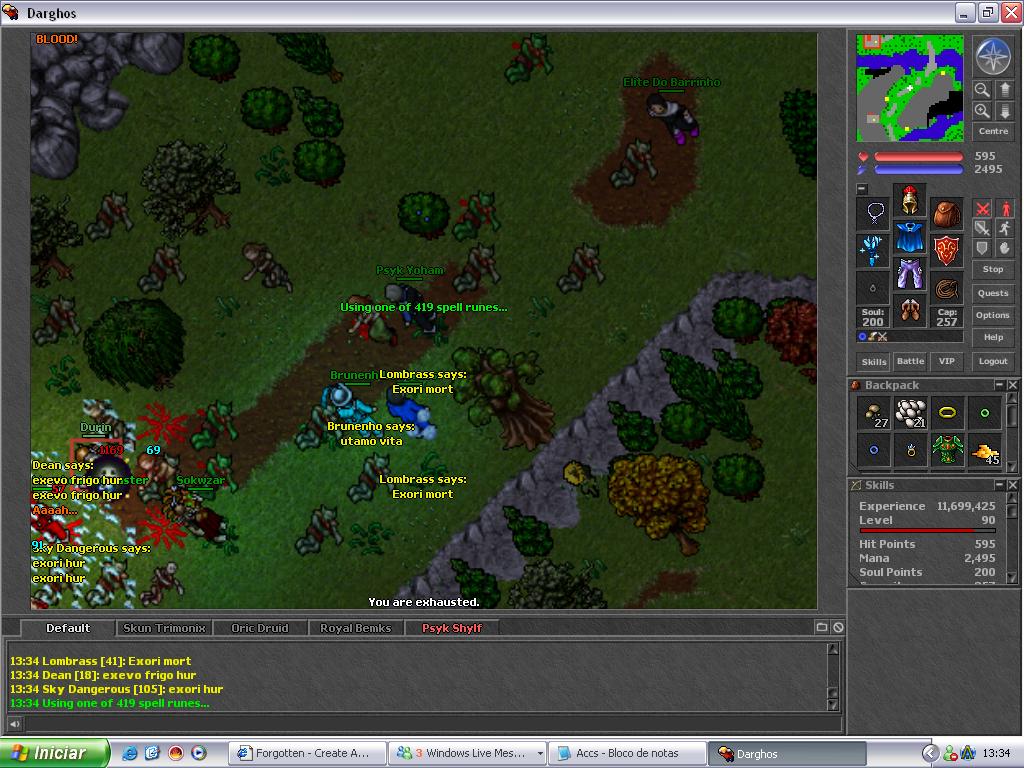 Darghos
BLOOD!
Elite Do Barrinho
Centre
595
2495
Psyk Yoham
Using one of 419 spell runes...
Stop
Quests
Soul:
200
Cap:
257
Options
Help
Skills
Battle
VIP
Logout
Brunenh
Lombrass says:
Exori mort
Brunenho says:
utamo vita
Backpack
27
21
45
Durin
1169
69
Dean says:
exevo frigo hur
exevo frigo hur
Sokwzar
Lombrass says:
Exori mort
Aaaah...
91
Sky Dangerous says:
exori hur
exori hur
You are exhausted.
Skills
Experience 11,699,425
Level 90
Hit Points 595
Mana 2,495
Soul Points 200
Default
Skun Trimonix
Oric Druid
Royal Bemks
Psyk Shylf
13:34 Lombrass [41]: Exori mort
13:34 Dean [18]: exevo frigo hur
13:34 Sky Dangerous [105]: exori hur
13:34 Using one of 419 spell runes...
Iniciar
Forgotten - Create A...
3 Windows Live Mes...
Accs - Bloco de notas
Darghos
13:34